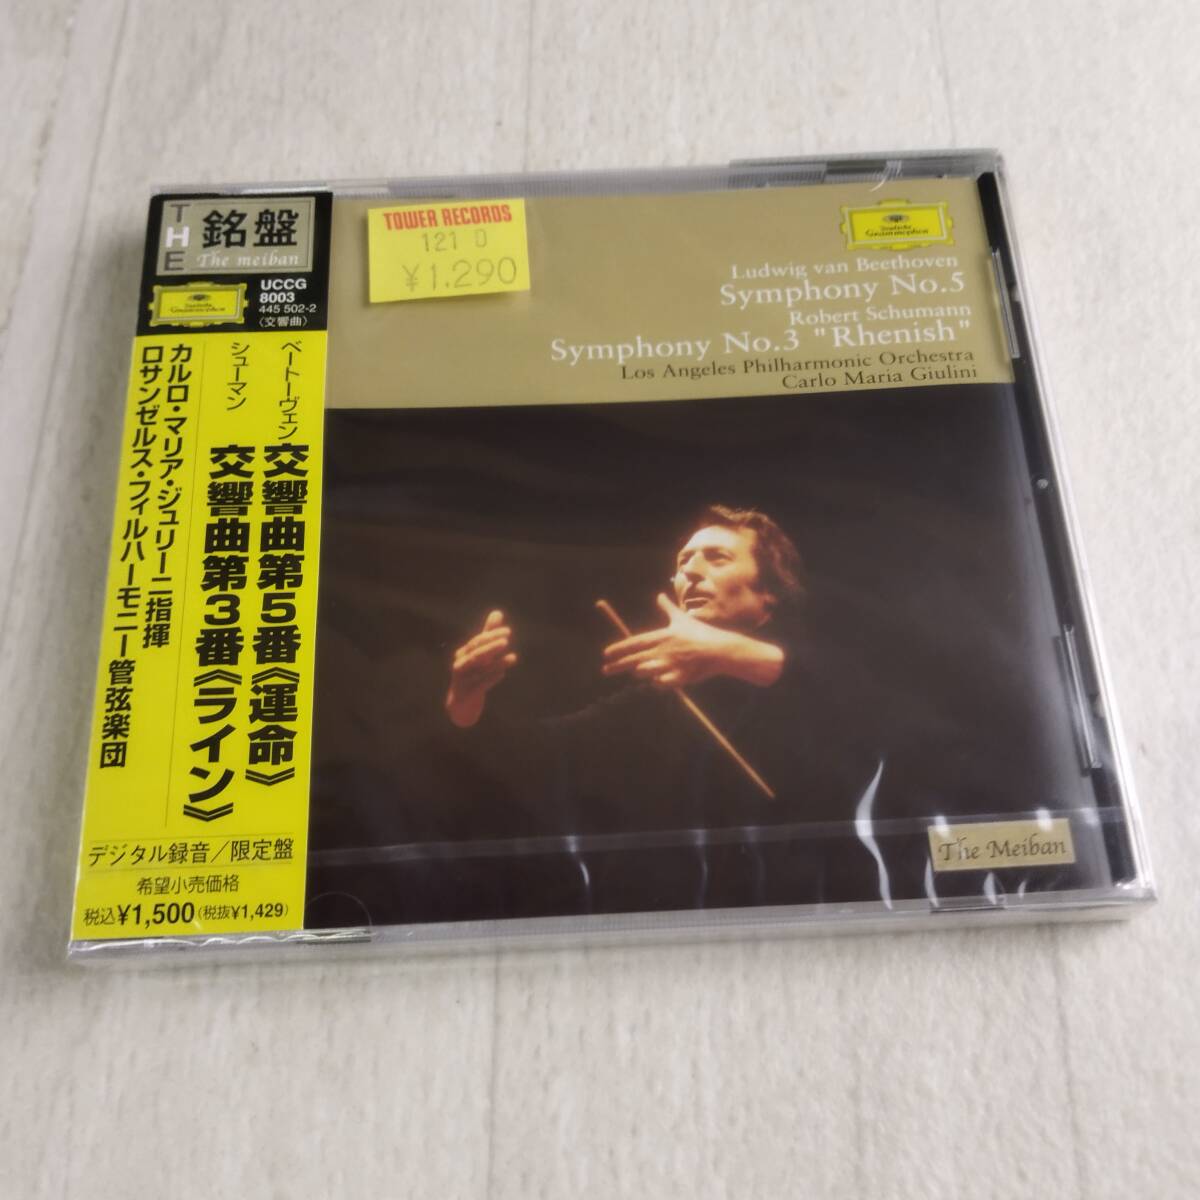 THE
銘盤
The meiban
Deutsche
Grammophon
UCCG
8003
445 502-2
〈交響曲〉
ベートーヴェン
交響曲第5番《運命》
シューマン
交響曲第3番《ライン》
カルロ・マリア・ジュリーニ指揮
ロサンゼルス・フィルハーモニー管弦楽団
デジタル録音／限定盤
希望小売価格
税込¥1,500(税抜¥1,429)
TOWER RECORDS
121 0
¥1.290
Deutsche
Grammophon
Ludwig van Beethoven
Symphony No.5
Robert Schumann
Symphony No.3 "Rhenish"
Los Angeles Philharmonic Orchestra
Carlo Maria Giulini
The Meiban